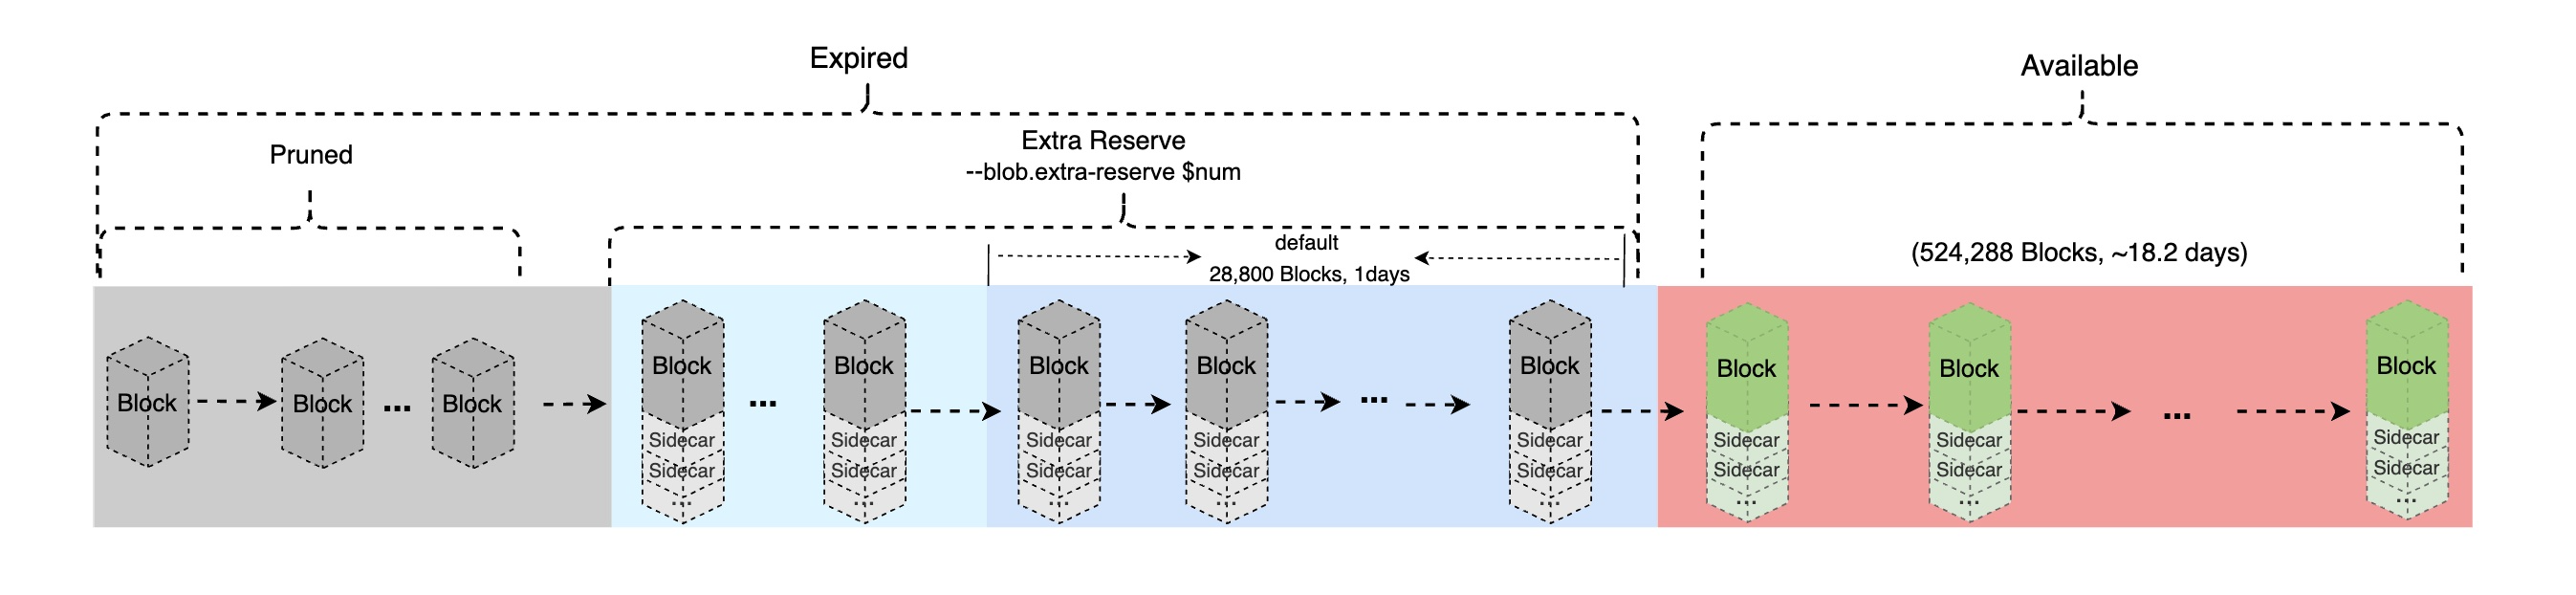 Expired
Available
Pruned
Extra Reserve
--blob.extra-reserve $num
default
28,800 Blocks, 1days
(524,288 Blocks, ~18.2 days)
Block
Block
...
Block
Block
Sidecar
Sidecar
...
...
Block
Sidecar
Sidecar
...
Block
Sidecar
Sidecar
...
Block
Sidecar
Sidecar
...
...
Block
Sidecar
Sidecar
...
Block
Sidecar
Sidecar
...
Block
Sidecar
Sidecar
...
...
Block
Sidecar
Sidecar
...